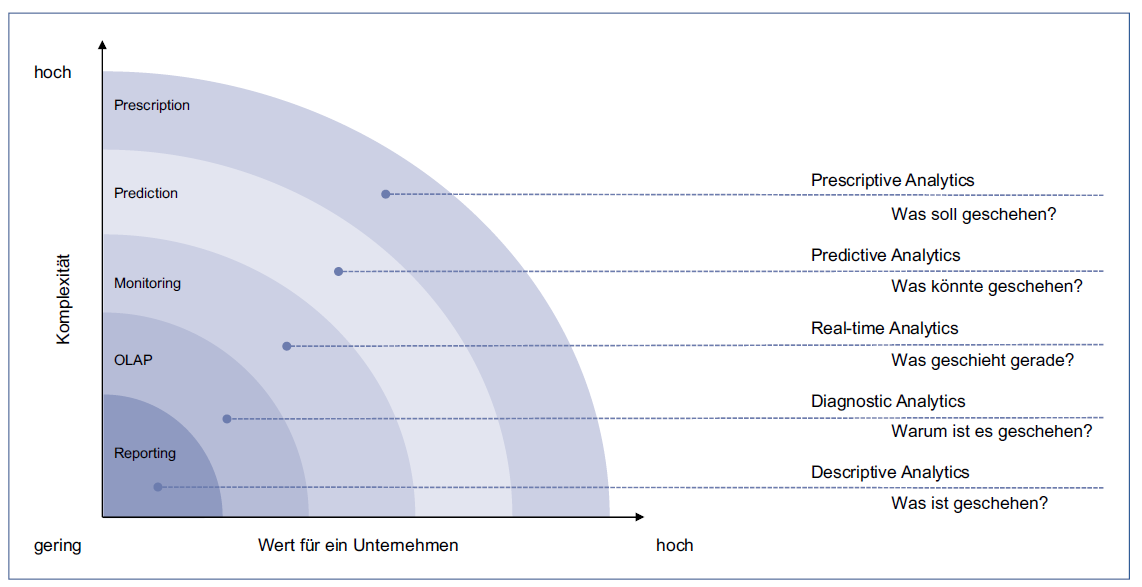 hoch
Prescription
Prediction
Monitoring
OLAP
Reporting
Komplexität
gering
Wert für ein Unternehmen
hoch
Prescriptive Analytics
Was soll geschehen?
Predictive Analytics
Was könnte geschehen?
Real-time Analytics
Was geschieht gerade?
Diagnostic Analytics
Warum ist es geschehen?
Descriptive Analytics
Was ist geschehen?